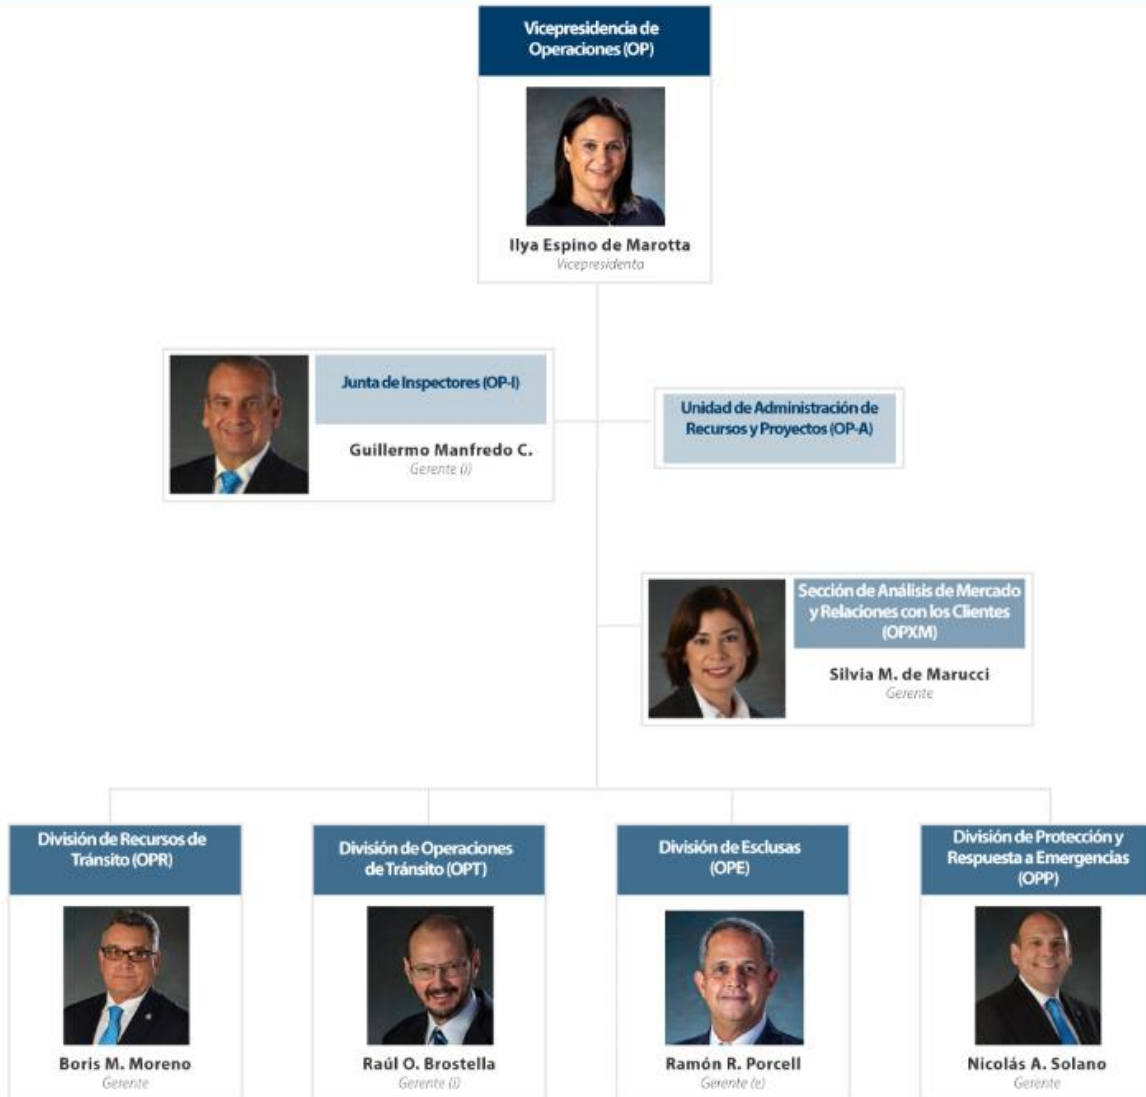 Vicepresidencia de
Operaciones (OP)
Ilya Espino de Marotta
Vicepresidenta
Junta de Inspectores (OP-I)
Guillermo Manfredo C.
Gerente (i)
Unidad de Administración de
Recursos y Proyectos (OP-A)
Sección de Análisis de Mercado
y Relaciones con los Clientes
(OPXM)
Silvia M. de Marucci
Gerente
División de Recursos de
Tránsito (OPR)
Boris M. Moreno
Gerente
División de Operaciones
de Tránsito (OPT)
Raúl O. Brostella
Gerente (i)
División de Esclusas
(OPE)
Ramón R. Porcell
Gerente (e)
División de Protección y
Respuesta a Emergencias
(OPP)
Nicolás A. Solano
Gerente